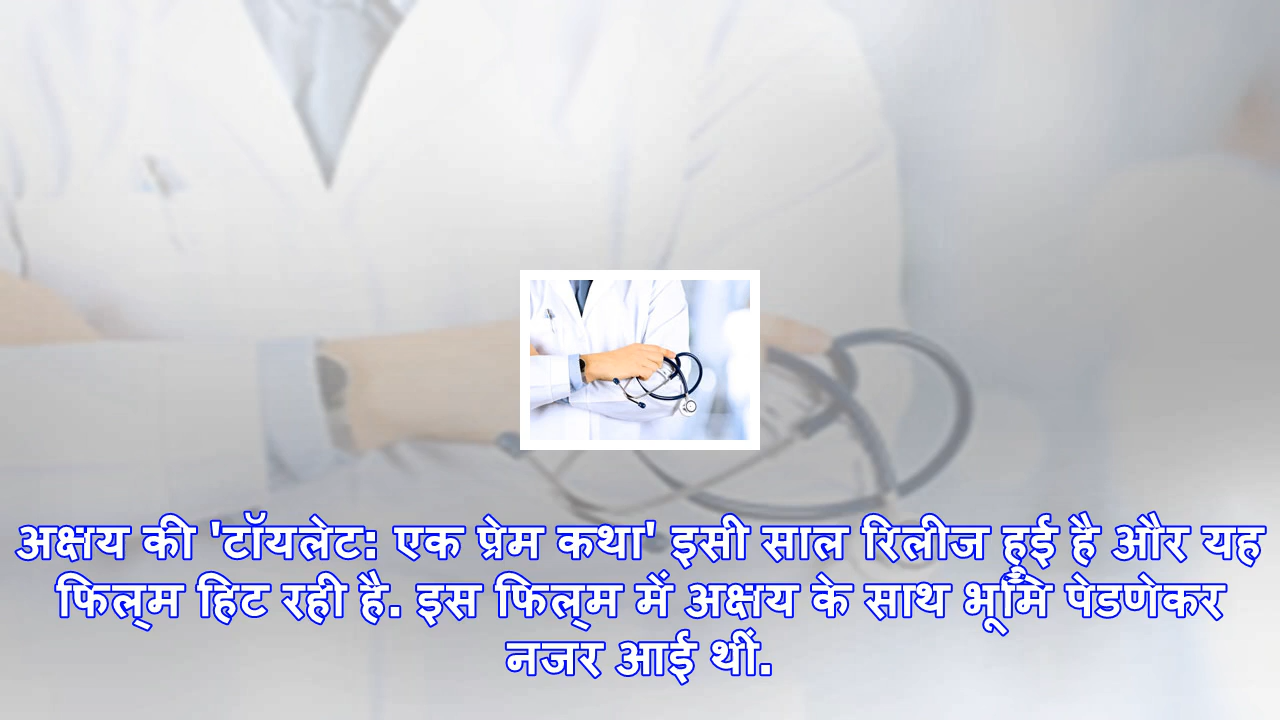 अक्षय की 'टॉयलेट: एक प्रेम कथा' इसी साल रिलीज हुई है और यह
फिल्म हिट रही है. इस फिल्म में अक्षय के साथ भूमि पेडणेकर
नजर आई थीं.